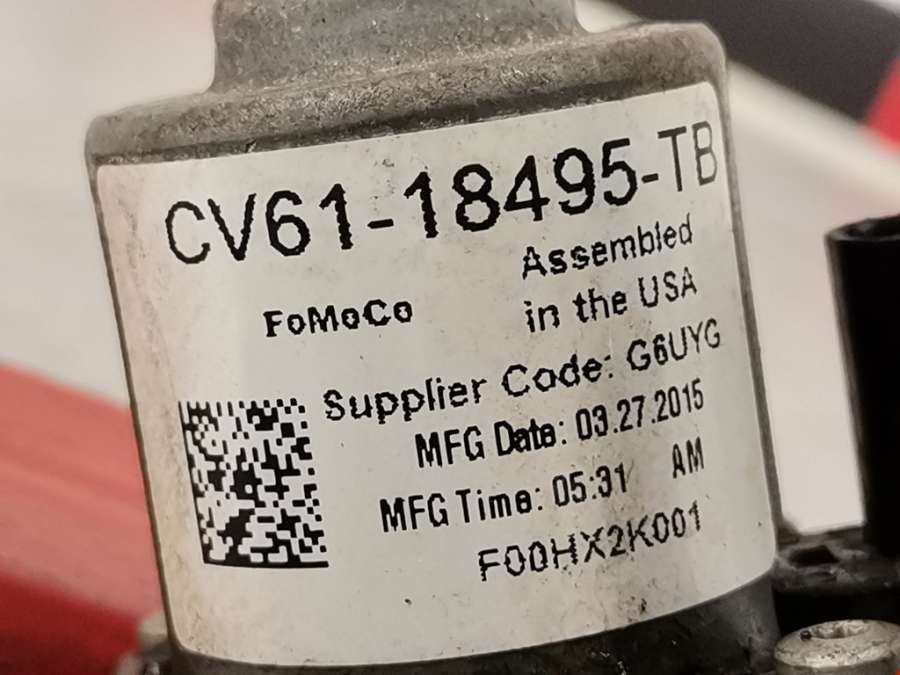 CV61-18495-TB
FoMoCo
Assembled
in the USA
Supplier Code: G6UYG
MFG Date: 03.27.2015
MFG Time: 05:31 AM
F00HX2K001